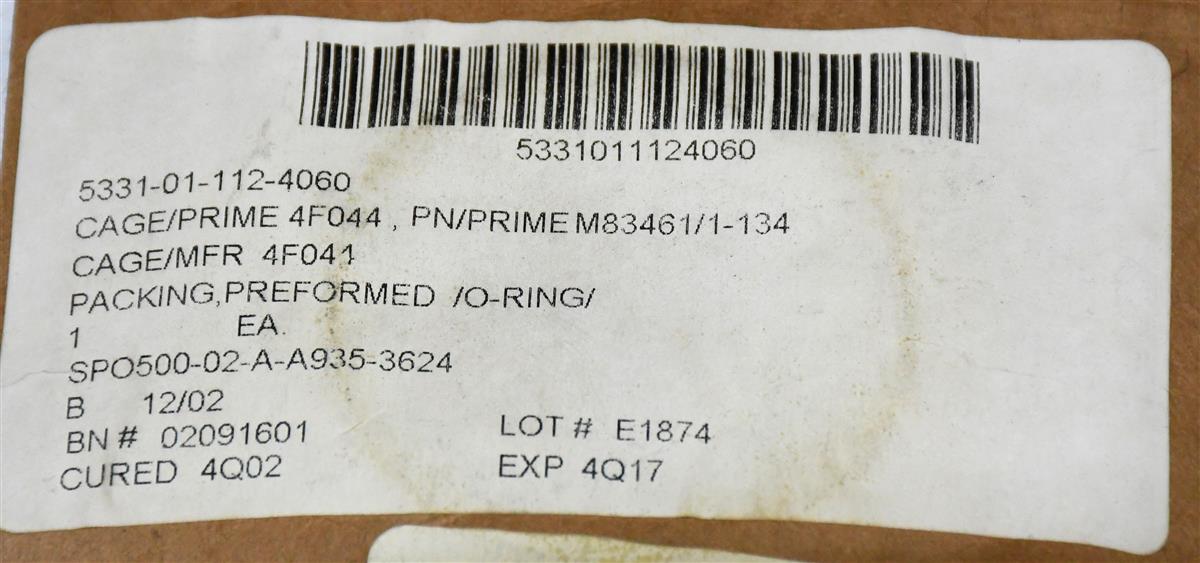 5331011124060
5331-01-112-4060
CAGE/PRIME 4F044 , PN/PRIME M83461/1-134
CAGE/MFR 4F041
PACKING,PREFORMED /O-RING/
1 EA.
SPO500-02-A-A935-3624
B 12/02
BN # 02091601 LOT # E1874
CURED 4Q02 EXP 4Q17